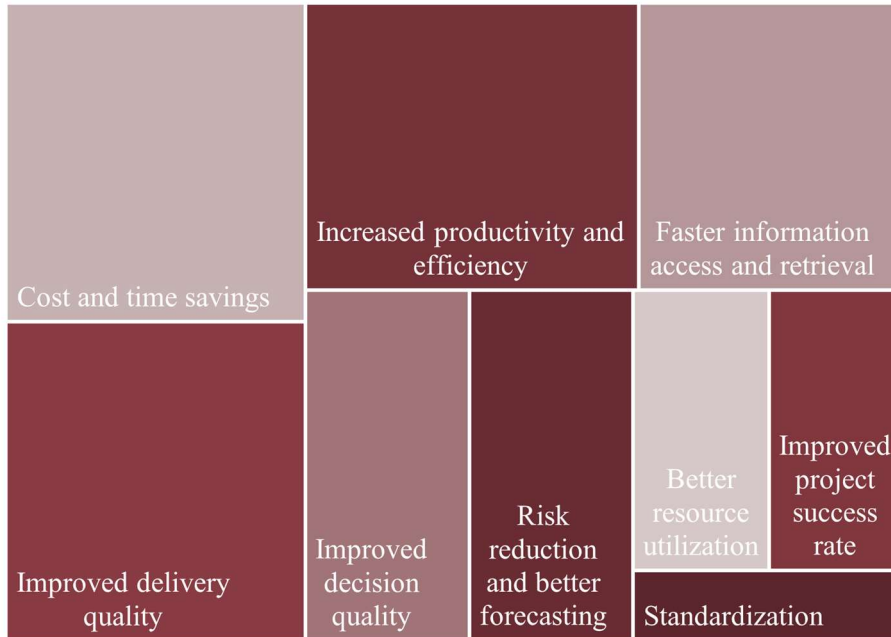 Cost and time savings
Increased productivity and
efficiency
Faster information
access and retrieval
Improved delivery
quality
Improved
decision
quality
Risk
reduction
and better
forecasting
Better
resource
utilization
Improved
project
success
rate
Standardization